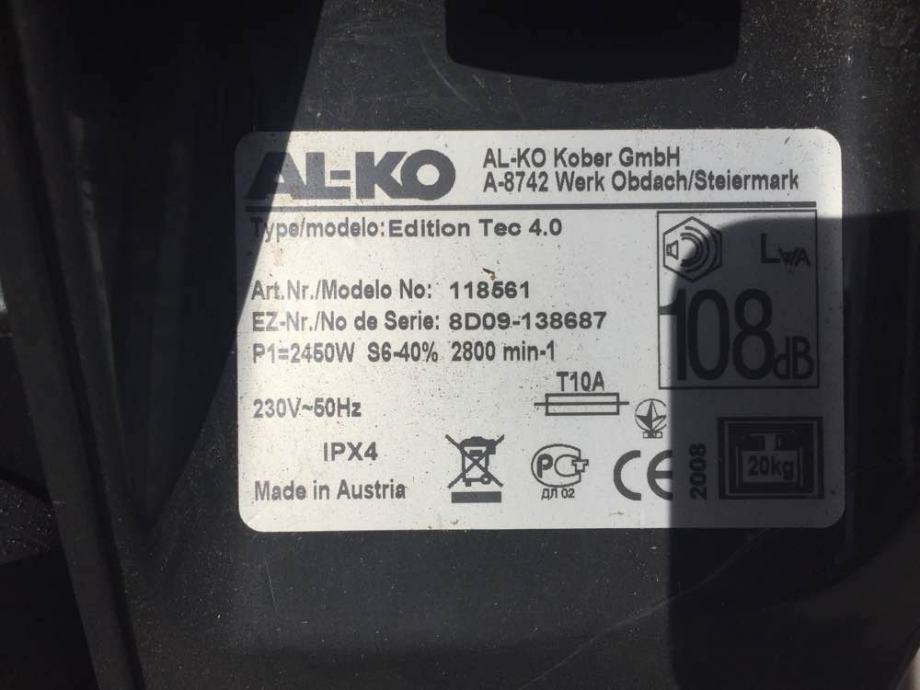 AL-KO
AL-KO Kober GmbH
A-8742 Werk Obdach/Steiermark
Type/modelo: Edition Tec 4.0
Art.Nr./Modelo No: 118561
EZ-Nr./No de Serie: 8D09-138687
P1=2450W S6-40% 2800 min-1
LWA
108dB
T10A
230V~50Hz
IPX4
Made in Austria
РСТ
ДЛ 02
CE
2008
20kg